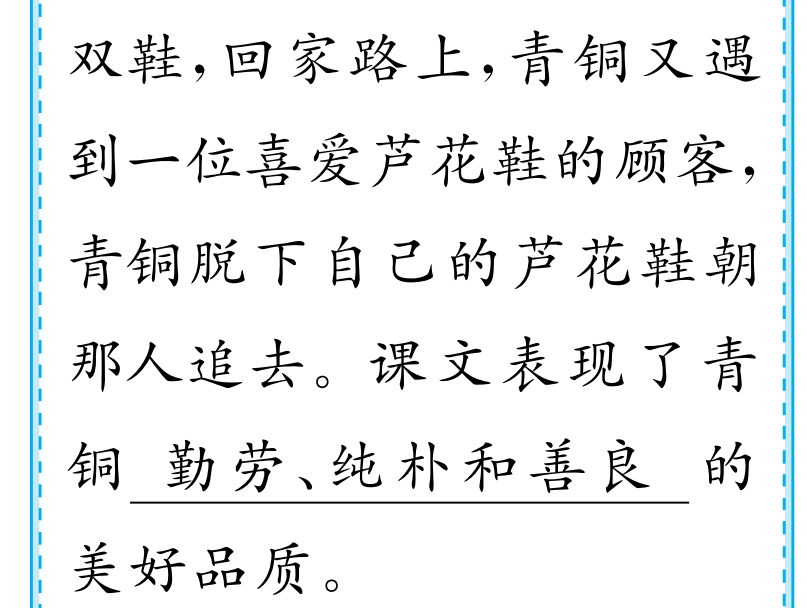 双鞋，回家路上，青铜又遇
到一位喜爱芦花鞋的顾客，
青铜脱下自己的芦花鞋朝
那人追去。课文表现了青
铜 勤劳、纯朴和善良 的
美好品质。